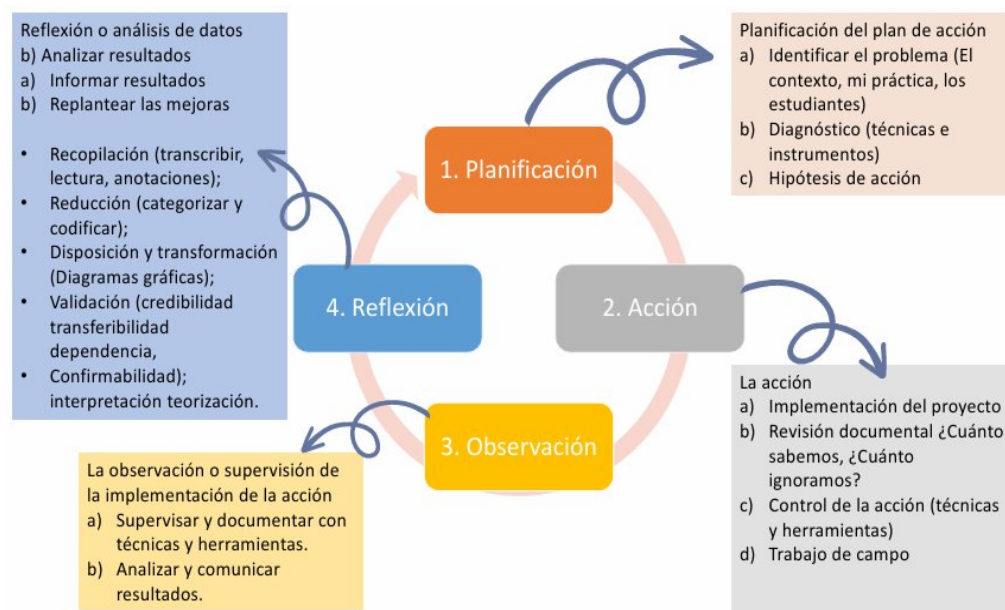 Reflexión o análisis de datos
b) Analizar resultados
a) Informar resultados
b) Replantear las mejoras
• Recopilación (transcribir,
lectura, anotaciones);
• Reducción (categorizar y
codificar);
• Disposición y transformación
(Diagramas gráficas);
• Validación (credibilidad
transferibilidad
dependencia,
• Confirmabilidad);
interpretación teorización.
Planificación del plan de acción
a) Identificar el problema (El
contexto, mi práctica, los
estudiantes)
b) Diagnóstico (técnicas e
instrumentos)
c) Hipótesis de acción
1. Planificación
4. Reflexión
2. Acción
3. Observación
La acción
a) Implementación del proyecto
b) Revisión documental ¿Cuánto
sabemos, ¿Cuánto
ignoramos?
c) Control de la acción (técnicas
y herramientas)
d) Trabajo de campo
La observación o supervisión de
la implementación de la acción
a) Supervisar y documentar con
técnicas y herramientas.
b) Analizar y comunicar
resultados.